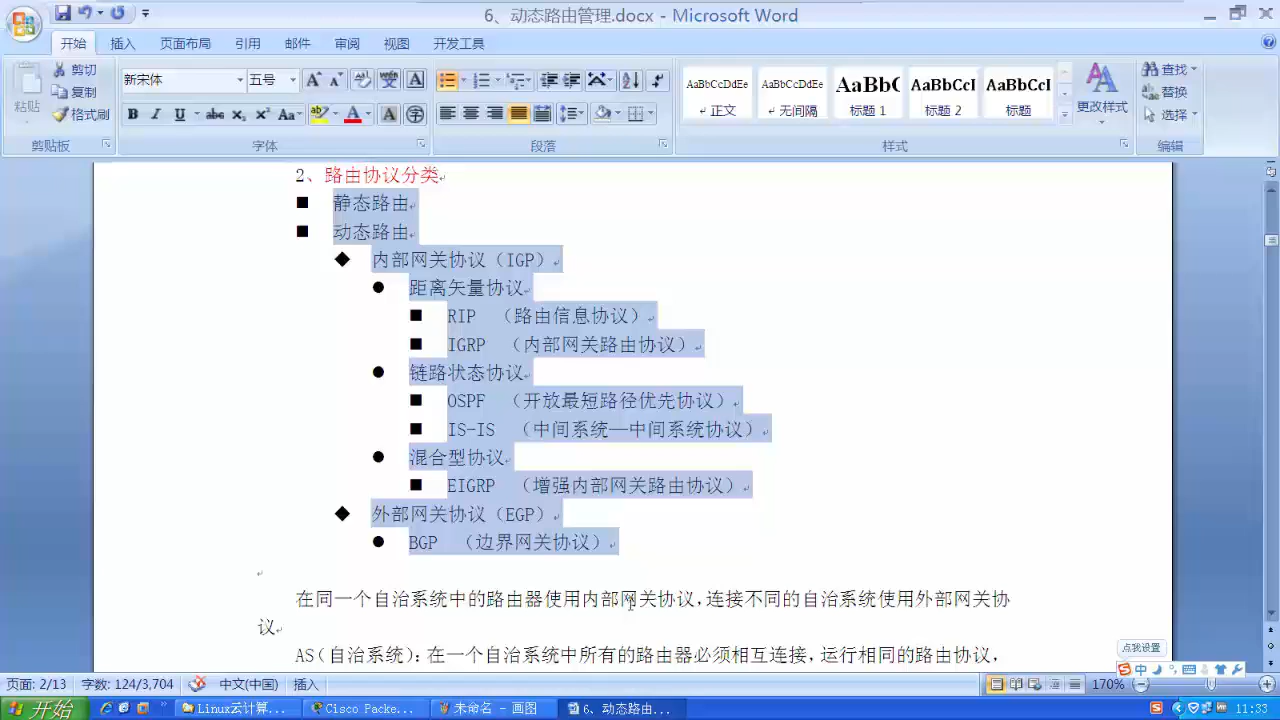 6、动态路由管理.docx - Microsoft Word
开始 插入 页面布局 引用 邮件 审阅 视图 开发工具
粘贴 剪切 复制 格式刷
新宋体 五号
AaBbCcDdEe AaBbCcDdEe AaBbC AaBbCcI AaBbCcI
正文 无间隔 标题 1 标题 2 标题
更改样式
查找 替换 选择
剪贴板 字体 段落 样式 编辑
2、路由协议分类
静态路由
动态路由
内部网关协议（IGP）
距离矢量协议
RIP （路由信息协议）
IGRP （内部网关路由协议）
链路状态协议
OSPF （开放最短路径优先协议）
IS-IS （中间系统—中间系统协议）
混合型协议
EIGRP （增强内部网关路由协议）
外部网关协议（EGP）
BGP （边界网关协议）
在同一个自治系统中的路由器使用内部网关协议,连接不同的自治系统使用外部网关协
议
AS(自治系统):在一个自治系统中所有的路由器必须相互连接,运行相同的路由协议,
点我设置
中
页面: 2/13 字数: 124/3,704 中文(中国) 插入 170%
开始 Linux云计算... Cisco Packe... 未命名 - 画图 6、动态路由... 11:33